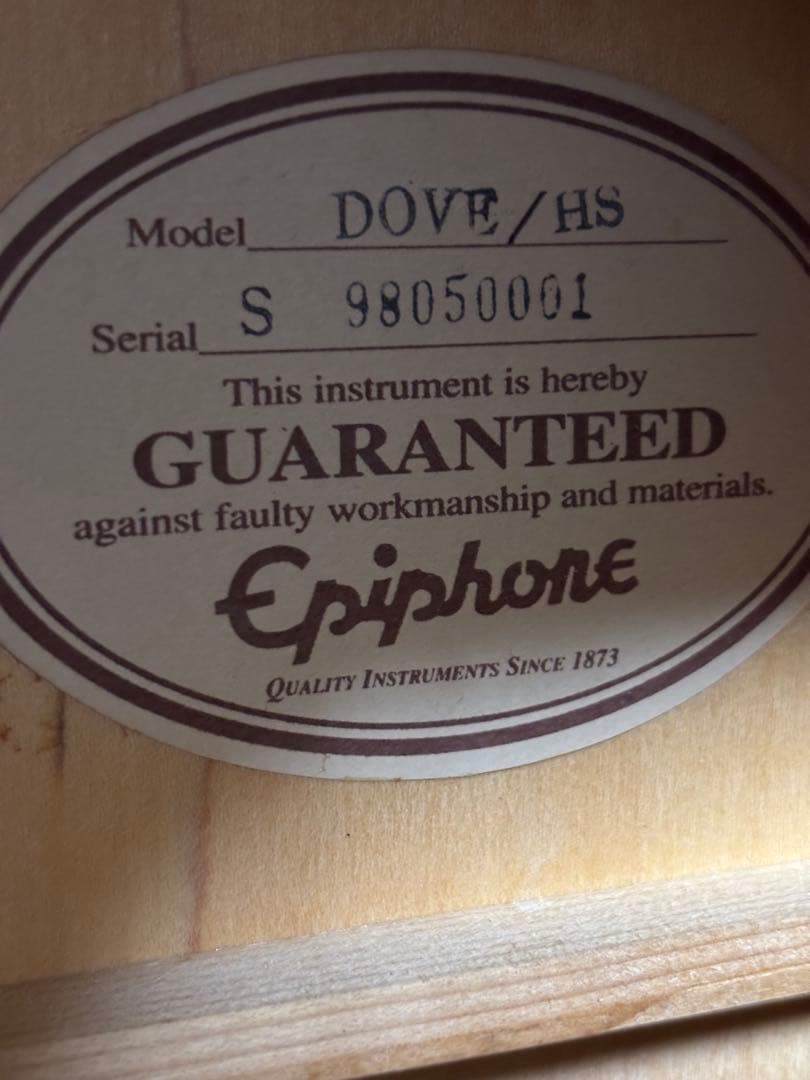 Model DOVE/HS
Serial S 98050001
This instrument is hereby
GUARANTEED
against faulty workmanship and materials.
Epiphone
QUALITY INSTRUMENTS SINCE 1873